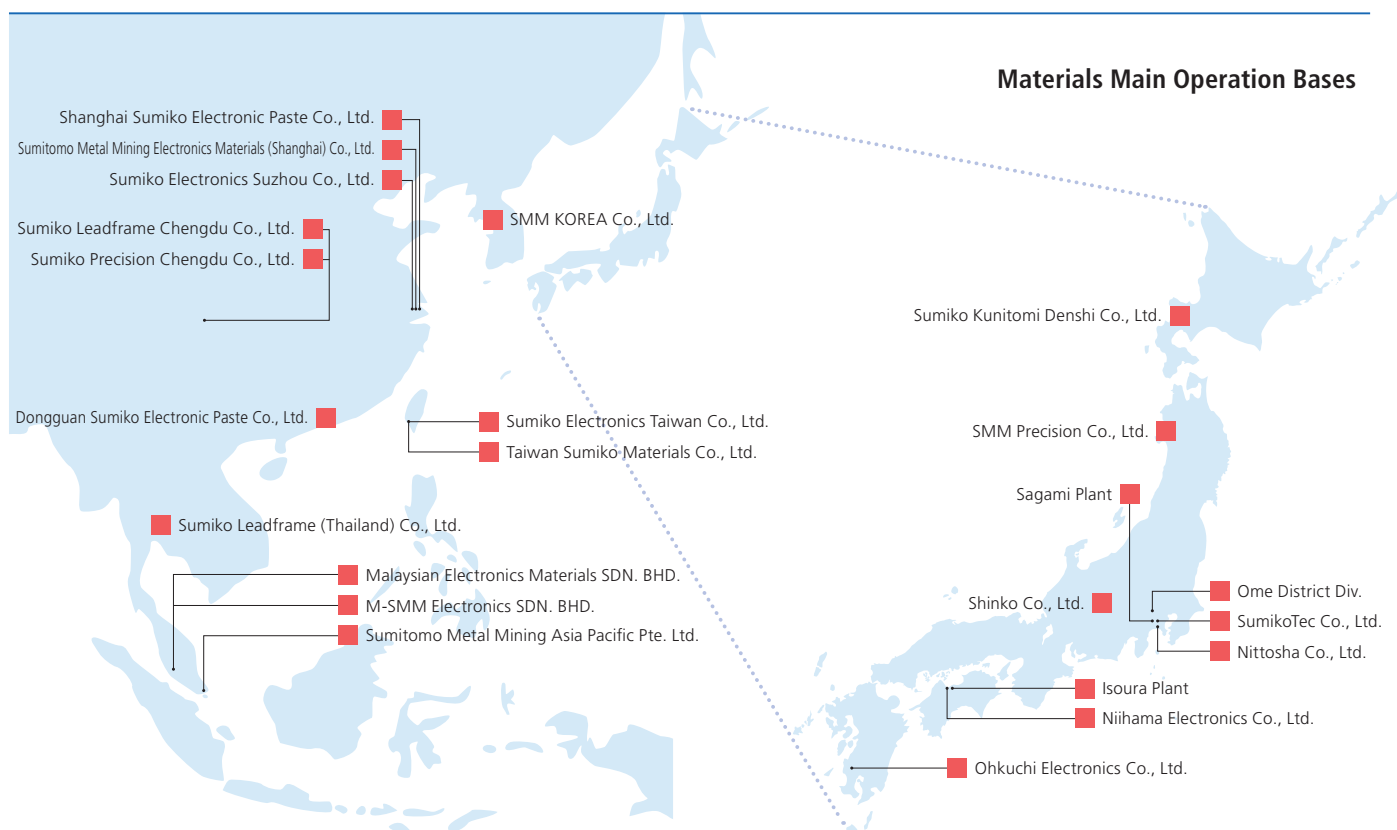 Materials Main Operation Bases
Shanghai Sumiko Electronic Paste Co., Ltd.
Sumitomo Metal Mining Electronics Materials (Shanghai) Co., Ltd.
Sumiko Electronics Suzhou Co., Ltd.
Sumiko Leadframe Chengdu Co., Ltd.
Sumiko Precision Chengdu Co., Ltd.
SMM KOREA Co., Ltd.
Dongguan Sumiko Electronic Paste Co., Ltd.
Sumiko Electronics Taiwan Co., Ltd.
Taiwan Sumiko Materials Co., Ltd.
Sumiko Leadframe (Thailand) Co., Ltd.
Malaysian Electronics Materials SDN. BHD.
M-SMM Electronics SDN. BHD.
Sumitomo Metal Mining Asia Pacific Pte. Ltd.
Sumiko Kunitomi Denshi Co., Ltd.
SMM Precision Co., Ltd.
Sagami Plant
Shinko Co., Ltd.
Ome District Div.
SumikoTec Co., Ltd.
Nittosha Co., Ltd.
Isoura Plant
Niihama Electronics Co., Ltd.
Ohkuchi Electronics Co., Ltd.